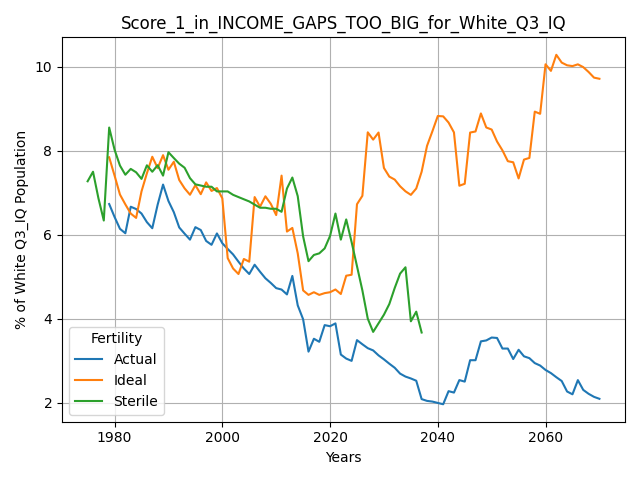 Score_1_in_INCOME_GAPS_TOO_BIG_for_White_Q3_IQ
% of White Q3_IQ Population
10
8
6
4
2
Fertility
Actual
Ideal
Sterile
1980 2000 2020 2040 2060
Years